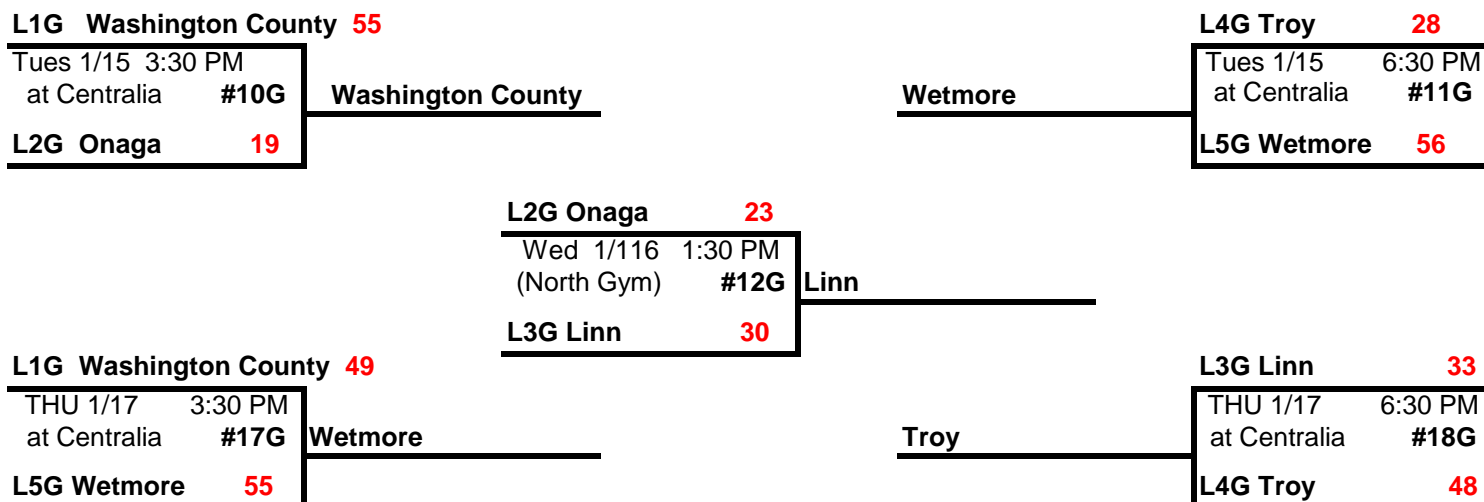 L1G Washington County 55
Tues 1/15 3:30 PM
at Centralia #10G
Washington County
L2G Onaga 19
L4G Troy 28
Tues 1/15 6:30 PM
Wetmore
at Centralia #11G
L5G Wetmore 56
L2G Onaga 23
Wed 1/116 1:30 PM
(North Gym) #12G
Linn
L3G Linn 30
L1G Washington County 49
THU 1/17 3:30 PM
at Centralia #17G
Wetmore
L5G Wetmore 55
L3G Linn 33
THU 1/17 6:30 PM
Troy
at Centralia #18G
L4G Troy 48